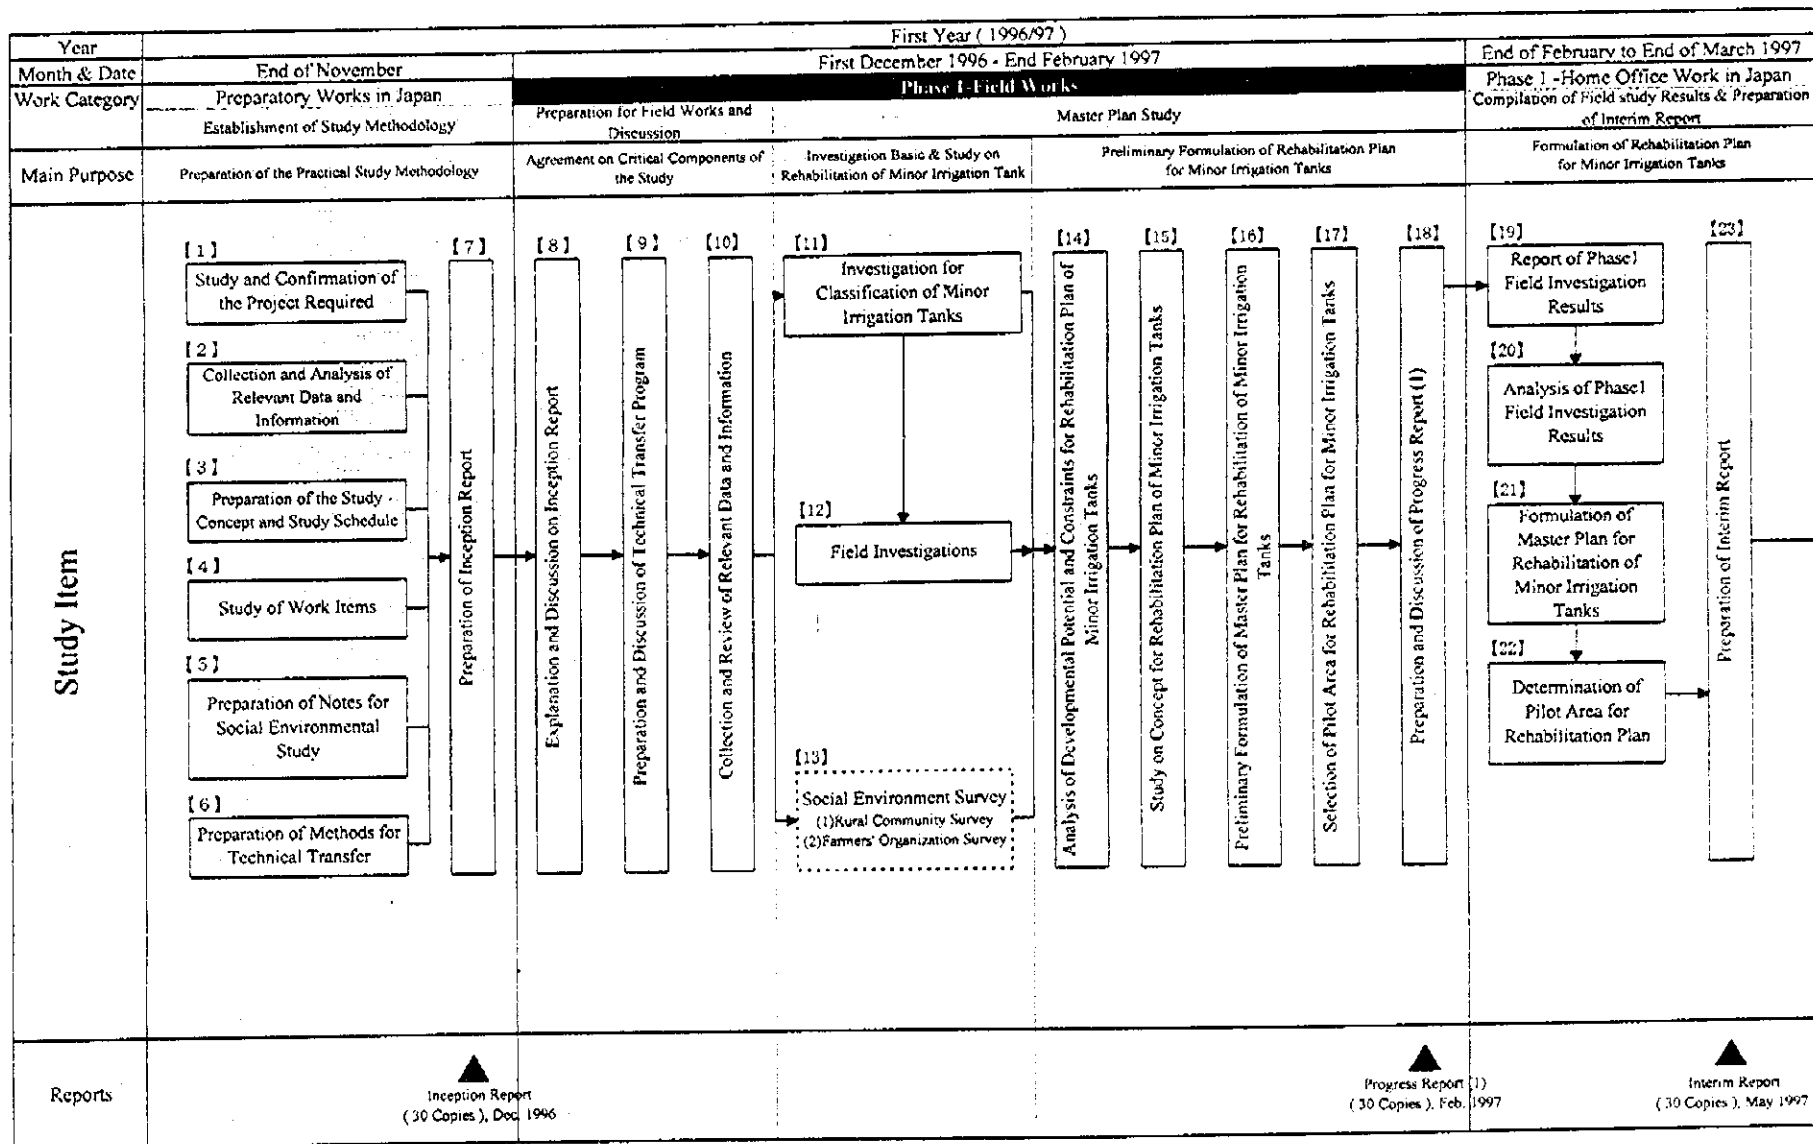 First Year ( 1996/97 )
Year
Month & Date
End of November
First December 1996 - End February 1997
End of February to End of March 1997
Work Category
Preparatory Works in Japan
Phase 1-Field Works
Phase 1 -Home Office Work in Japan
Establishment of Study Methodology
Preparation for Field Works and
Discussion
Master Plan Study
Compilation of Field study Results & Preparation
of Interim Report
Main Purpose
Preparation of the Practical Study Methodology
Agreement on Critical Components of
the Study
Investigation Basic & Study on
Rehabilitation of Minor Irrigation Tank
Preliminary Formulation of Rehabilitation Plan
for Minor Irrigation Tanks
Formulation of Rehabilitation Plan
for Minor Irrigation Tanks
Study Item
【1】
Study and Confirmation of
the Project Required
【2】
Collection and Analysis of
Relevant Data and
Information
【3】
Preparation of the Study
Concept and Study Schedule
【4】
Study of Work Items
【5】
Preparation of Notes for
Social Environmental
Study
【6】
Preparation of Methods for
Technical Transfer
【7】
Preparation of Inception Report
【8】
Explanation and Discussion on Inception Report
【9】
Preparation and Discussion of Technical Transfer Program
【10】
Collection and Review of Relevant Data and Information
【11】
Investigation for
Classification of Minor
Irrigation Tanks
【12】
Field Investigations
【13】
Social Environment Survey
(1)Rural Community Survey
(2)Farmers' Organization Survey
【14】
Analysis of Developmental Potential and Constraints for Rehabilitation Plan of
Minor Irrigation Tanks
【15】
Study on Concept for Rehabilitation Plan of Minor Irrigation Tanks
【16】
Preliminary Formulation of Master Plan for Rehabilitation of Minor Irrigation
Tanks
【17】
Selection of Pilot Area for Rehabilitation Plan for Minor Irrigation Tanks
【18】
Preparation and Discussion of Progress Report (1)
【19】
Report of Phase1
Field Investigation
Results
【20】
Analysis of Phase1
Field Investigation
Results
【21】
Formulation of
Master Plan for
Rehabilitation of
Minor Irrigation
Tanks
【22】
Determination of
Pilot Area for
Rehabilitation Plan
【23】
Preparation of Interim Report
Reports
Inception Report
( 30 Copies ), Dec. 1996
Progress Report (1)
( 30 Copies ), Feb. 1997
Interim Report
( 30 Copies ), May 1997